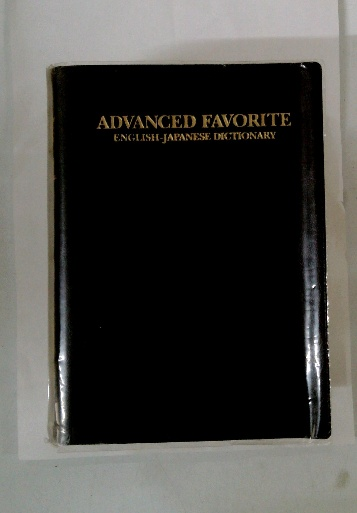 ADVANCED FAVORITE
ENGLISH-JAPANESE DICTIONARY